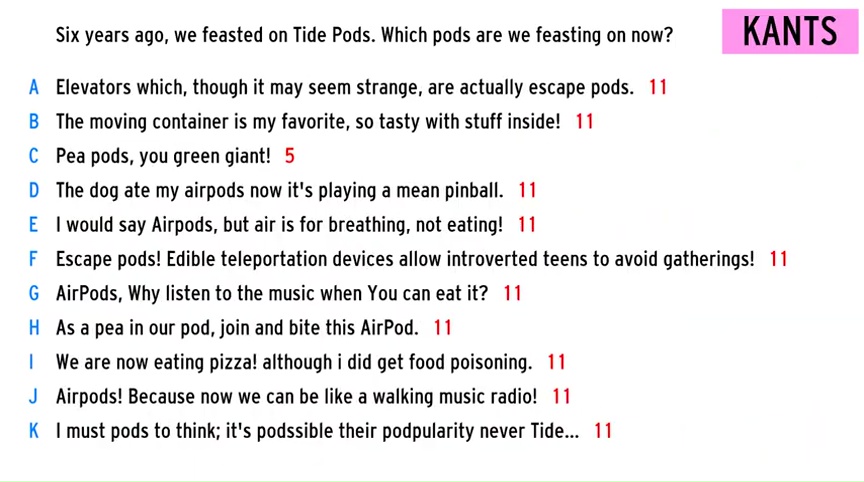 Six years ago, we feasted on Tide Pods. Which pods are we feasting on now?
KANTS
A Elevators which, though it may seem strange, are actually escape pods. 11
B The moving container is my favorite, so tasty with stuff inside! 11
C Pea pods, you green giant! 5
D The dog ate my airpods now it's playing a mean pinball. 11
E I would say Airpods, but air is for breathing, not eating! 11
F Escape pods! Edible teleportation devices allow introverted teens to avoid gatherings! 11
G AirPods, Why listen to the music when You can eat it? 11
H As a pea in our pod, join and bite this AirPod. 11
I We are now eating pizza! although i did get food poisoning. 11
J Airpods! Because now we can be like a walking music radio! 11
K I must pods to think; it's podssible their podpularity never Tide... 11